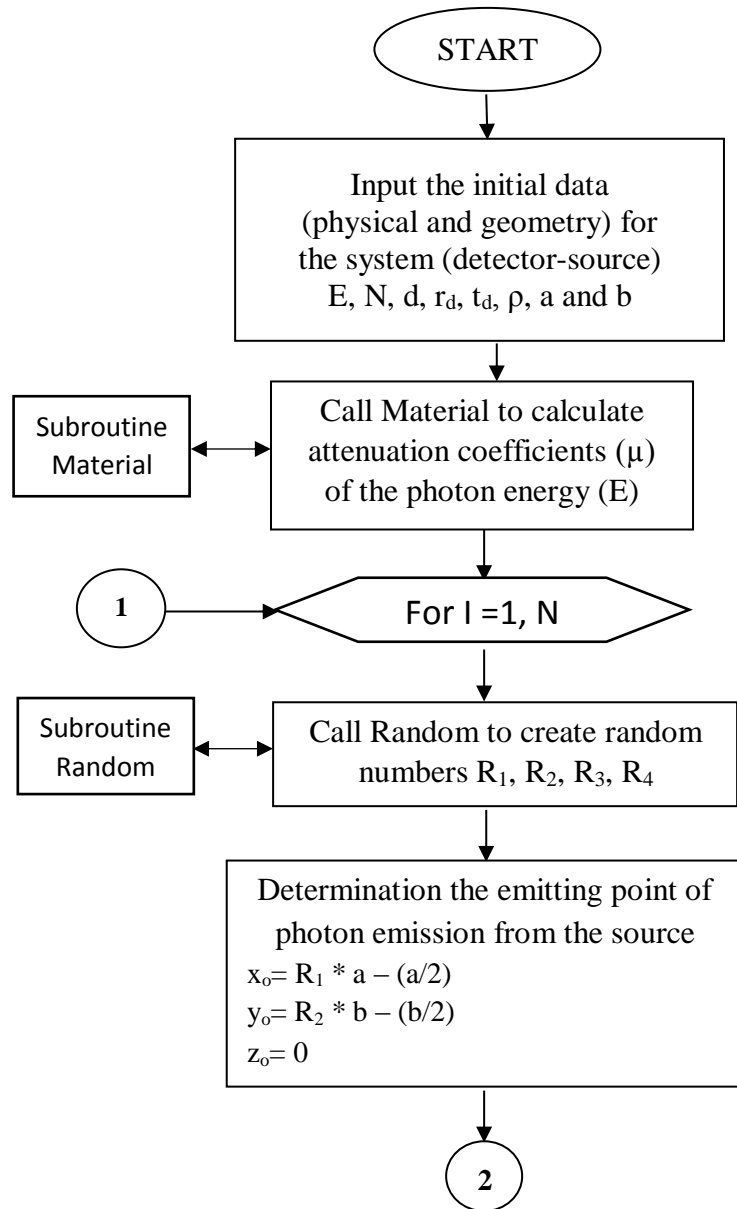 START
Input the initial data
(physical and geometry) for
the system (detector-source)
E, N, d, r_d, t_d, ρ, a and b
Subroutine
Material
Call Material to calculate
attenuation coefficients (µ)
of the photon energy (E)
1
For I =1, N
Subroutine
Random
Call Random to create random
numbers R₁, R₂, R₃, R₄
Determination the emitting point of
photon emission from the source
xₒ= R₁ * a – (a/2)
yₒ= R₂ * b – (b/2)
zₒ= 0
2